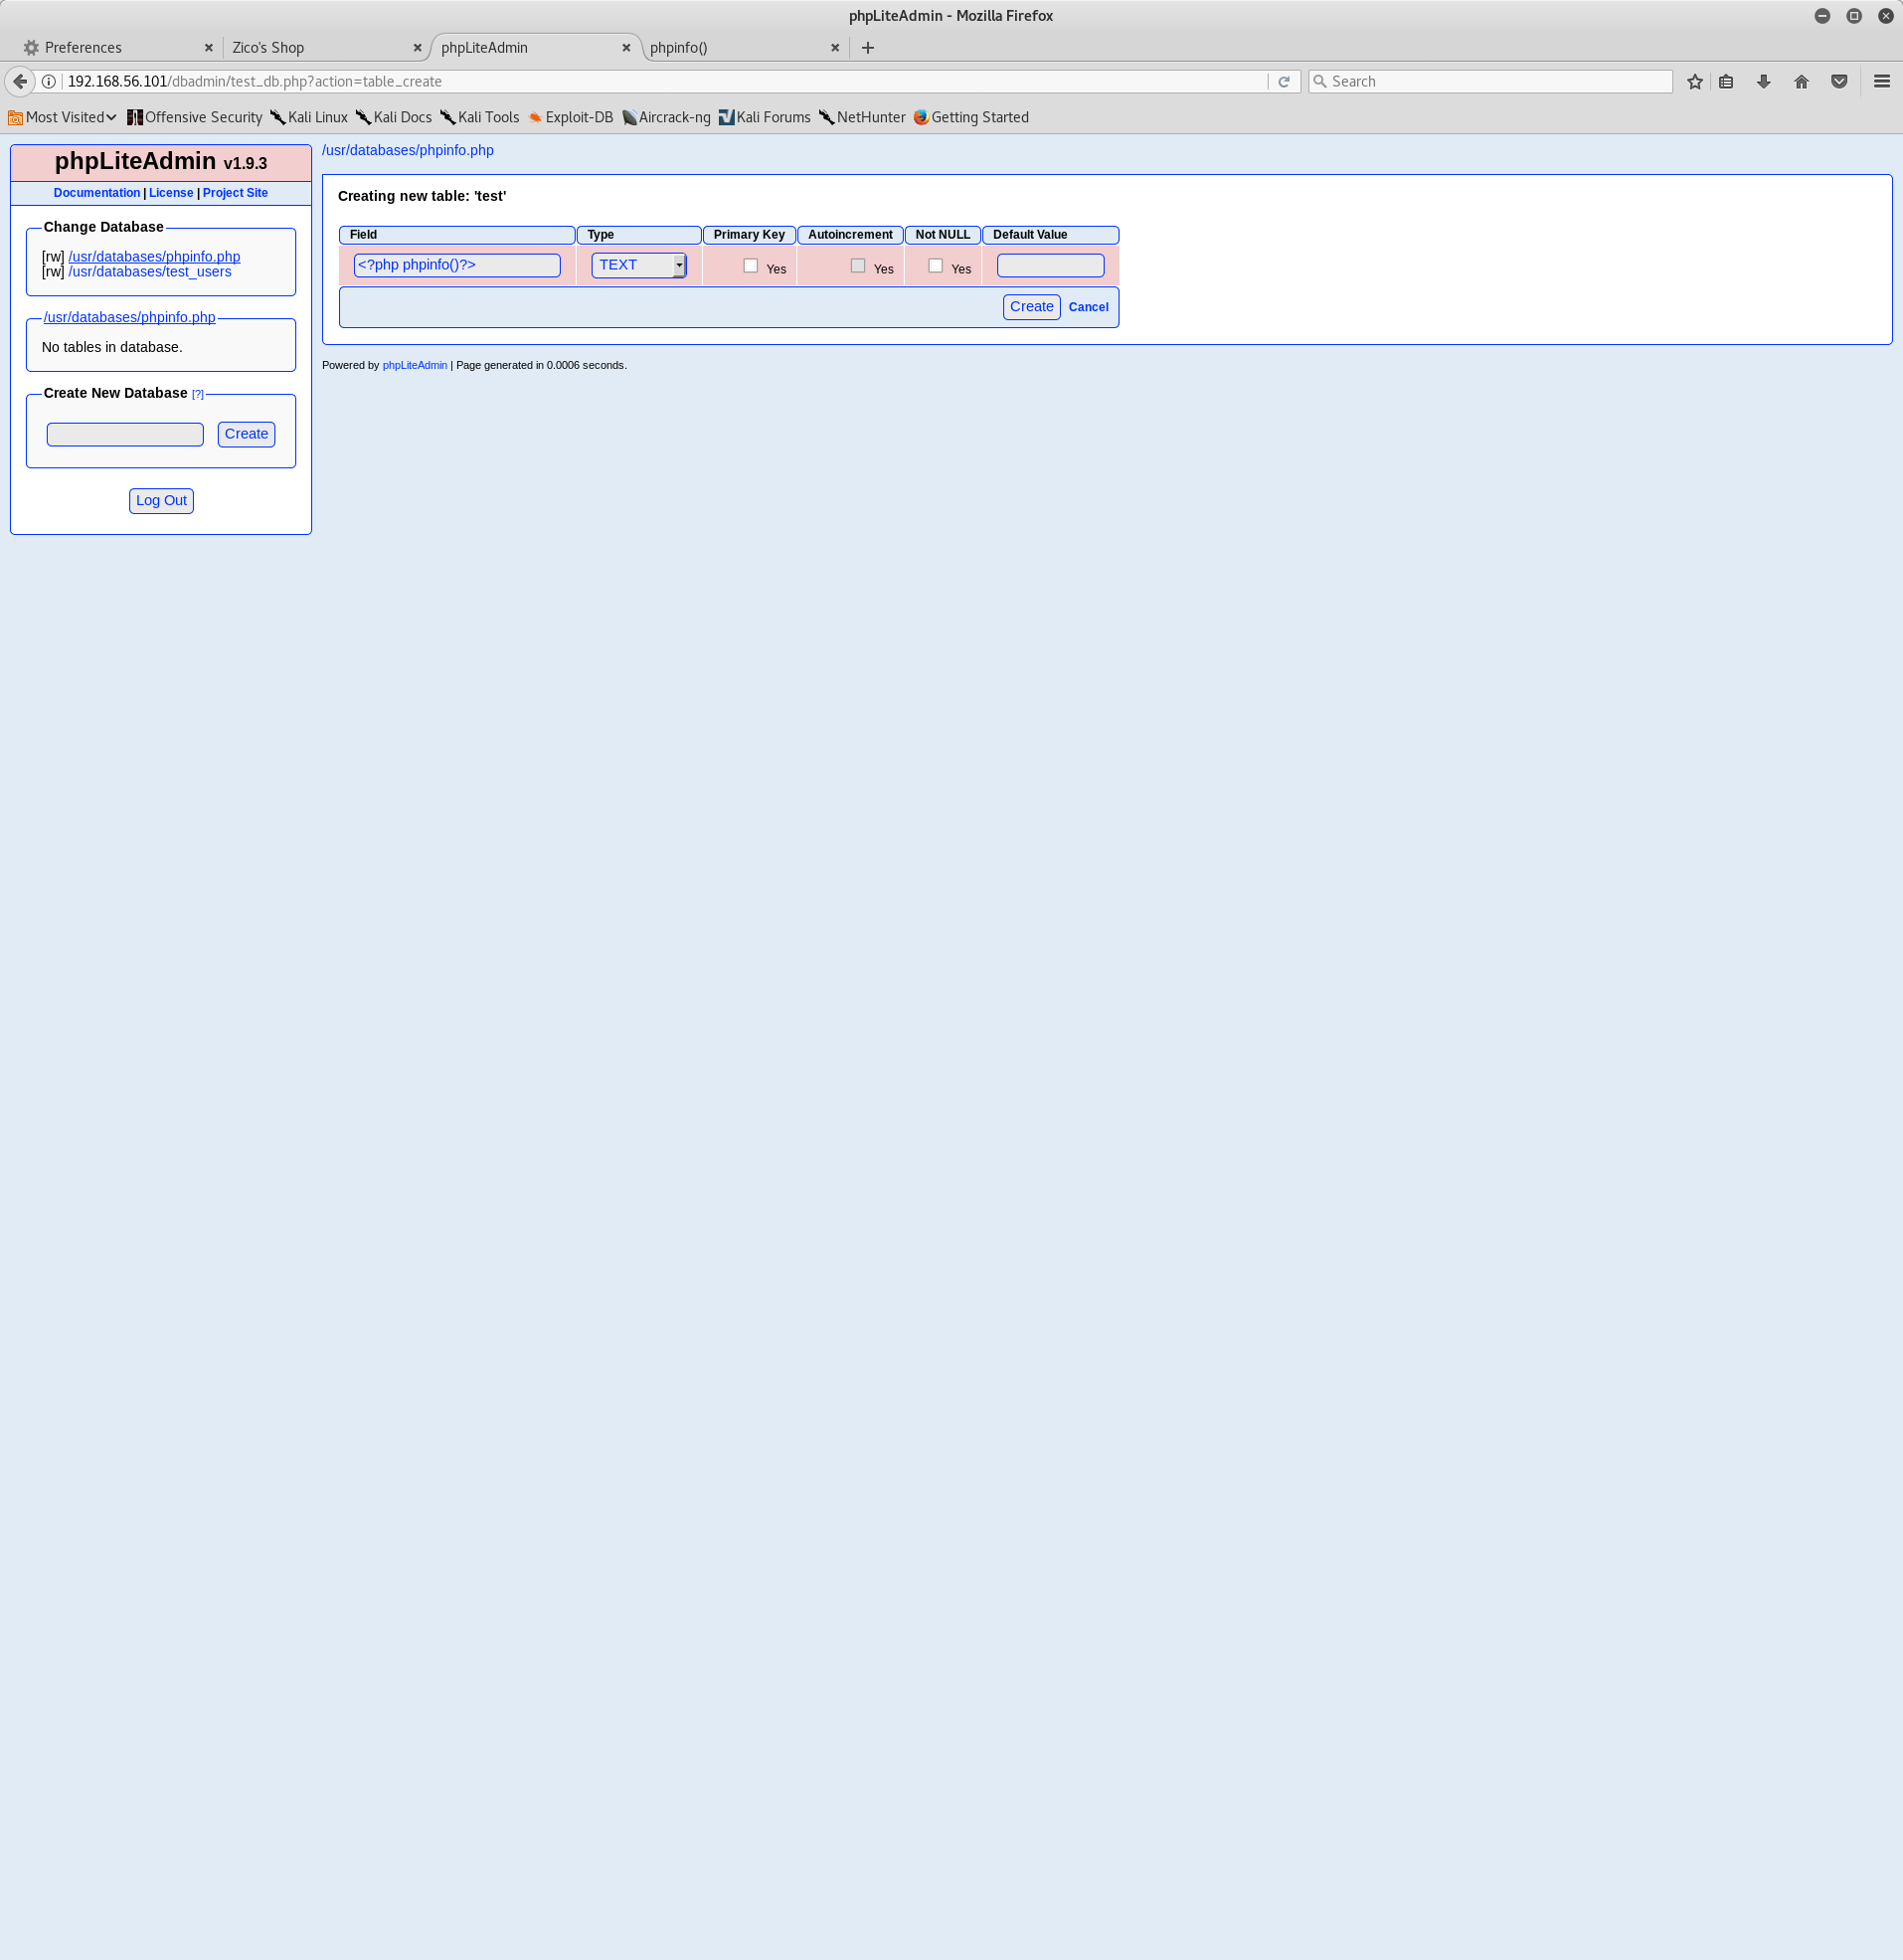 phpLiteAdmin - Mozilla Firefox
Preferences
Zico's Shop
phpLiteAdmin
phpinfo()
192.168.56.101/dbadmin/test_db.php?action=table_create
Search
Most Visited Offensive Security Kali Linux Kali Docs Kali Tools Exploit-DB Aircrack-ng Kali Forums NetHunter Getting Started
phpLiteAdmin v1.9.3
Documentation | License | Project Site
Change Database
[rw] /usr/databases/phpinfo.php
[rw] /usr/databases/test_users
/usr/databases/phpinfo.php
No tables in database.
Create New Database [?]
Create
Log Out
/usr/databases/phpinfo.php
Creating new table: 'test'
Field Type Primary Key Autoincrement Not NULL Default Value
<?php phpinfo()?> TEXT Yes Yes Yes
Create Cancel
Powered by phpLiteAdmin | Page generated in 0.0006 seconds.